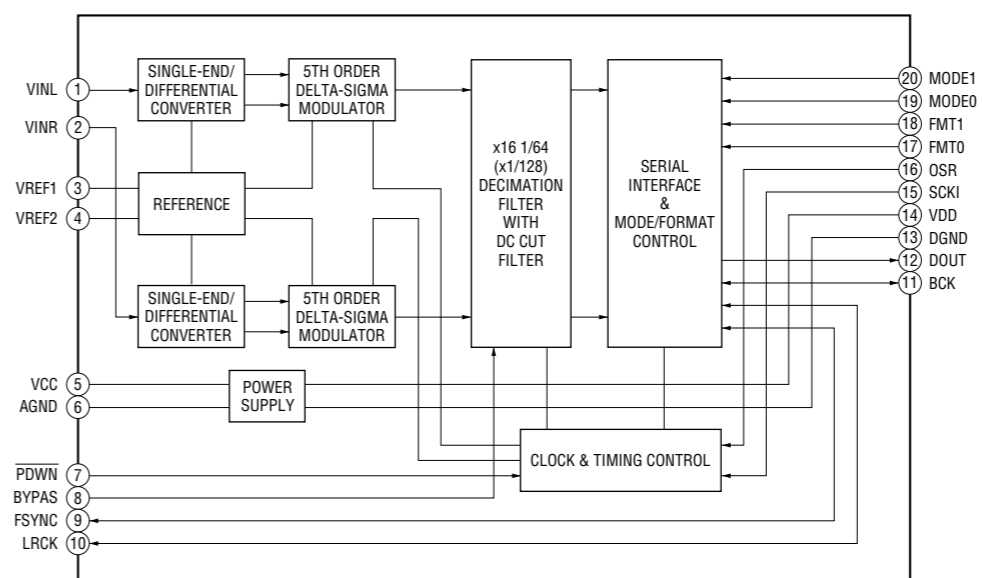 VINL 1
VINR 2
VREF1 3
VREF2 4
VCC 5
AGND 6
PDWN 7
BYPAS 8
FSYNC 9
LRCK 10
SINGLE-END/
DIFFERENTIAL
CONVERTER
5TH ORDER
DELTA-SIGMA
MODULATOR
REFERENCE
SINGLE-END/
DIFFERENTIAL
CONVERTER
5TH ORDER
DELTA-SIGMA
MODULATOR
POWER
SUPPLY
x16 1/64
(x1/128)
DECIMATION
FILTER
WITH
DC CUT
FILTER
SERIAL
INTERFACE
&
MODE/FORMAT
CONTROL
CLOCK & TIMING CONTROL
20 MODE1
19 MODE0
18 FMT1
17 FMT0
16 OSR
15 SCKI
14 VDD
13 DGND
12 DOUT
11 BCK